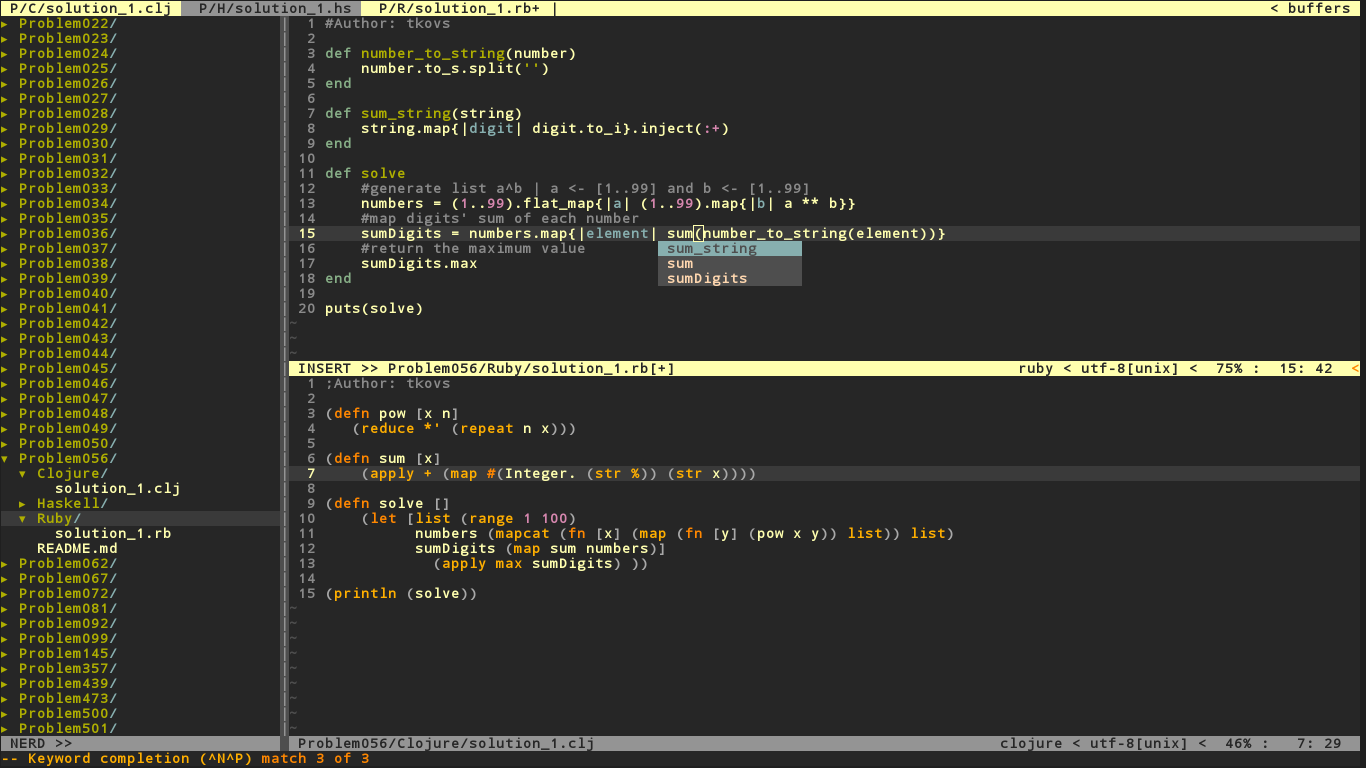 P/C/solution_1.clj P/H/solution_1.hs P/R/solution_1.rb+ | < buffers
▸ Problem022/
▸ Problem023/
▸ Problem024/
▸ Problem025/
▸ Problem026/
▸ Problem027/
▸ Problem028/
▸ Problem029/
▸ Problem030/
▸ Problem031/
▸ Problem032/
▸ Problem033/
▸ Problem034/
▸ Problem035/
▸ Problem036/
▸ Problem037/
▸ Problem038/
▸ Problem039/
▸ Problem040/
▸ Problem041/
▸ Problem042/
▸ Problem043/
▸ Problem044/
▸ Problem045/
▸ Problem046/
▸ Problem047/
▸ Problem048/
▸ Problem049/
▸ Problem050/
▾ Problem056/
▾ Clojure/
solution_1.clj
▸ Haskell/
▾ Ruby/
solution_1.rb
README.md
▸ Problem062/
▸ Problem067/
▸ Problem072/
▸ Problem081/
▸ Problem092/
▸ Problem099/
▸ Problem145/
▸ Problem357/
▸ Problem439/
▸ Problem473/
▸ Problem500/
▸ Problem501/
NERD >>
1 #Author: tkovs
2
3 def number_to_string(number)
4     number.to_s.split('')
5 end
6
7 def sum_string(string)
8     string.map{|digit| digit.to_i}.inject(:+)
9 end
10
11 def solve
12     #generate list a^b | a <- [1..99] and b <- [1..99]
13     numbers = (1..99).flat_map{|a| (1..99).map{|b| a ** b}}
14     #map digits' sum of each number
15     sumDigits = numbers.map{|element| sum(number_to_string(element))}
16     #return the maximum value
sum_string
17     sumDigits.max
sum
18 end
sumDigits
19
20 puts(solve)
~
~
~
INSERT >> Problem056/Ruby/solution_1.rb[+] ruby < utf-8[unix] < 75% : 15: 42 <
1 ;Author: tkovs
2
3 (defn pow [x n]
4    (reduce *' (repeat n x)))
5
6 (defn sum [x]
7     (apply + (map #(Integer. (str %)) (str x))))
8
9 (defn solve []
10     (let [list (range 1 100)
11           numbers (mapcat (fn [x] (map (fn [y] (pow x y)) list)) list)
12           sumDigits (map sum numbers)]
13             (apply max sumDigits) ))
14
15 (println (solve))
~
~
~
~
~
~
~
~
~
Problem056/Clojure/solution_1.clj clojure < utf-8[unix] < 46% : 7: 29
-- Keyword completion (^N^P) match 3 of 3